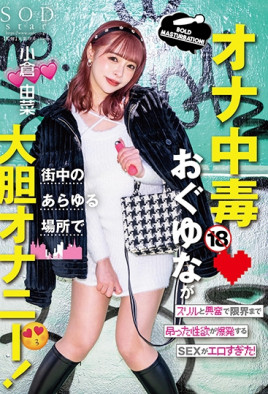 S O D
s t a r
小倉由菜
BOLD
MASTURBATION!
オナ中毒
18
おぐゆなが
街中の
あらゆる
場所で
大胆オナニー!
スリルと興奮で限界まで
昂った性欲が爆発する
SEXがエロすぎた!